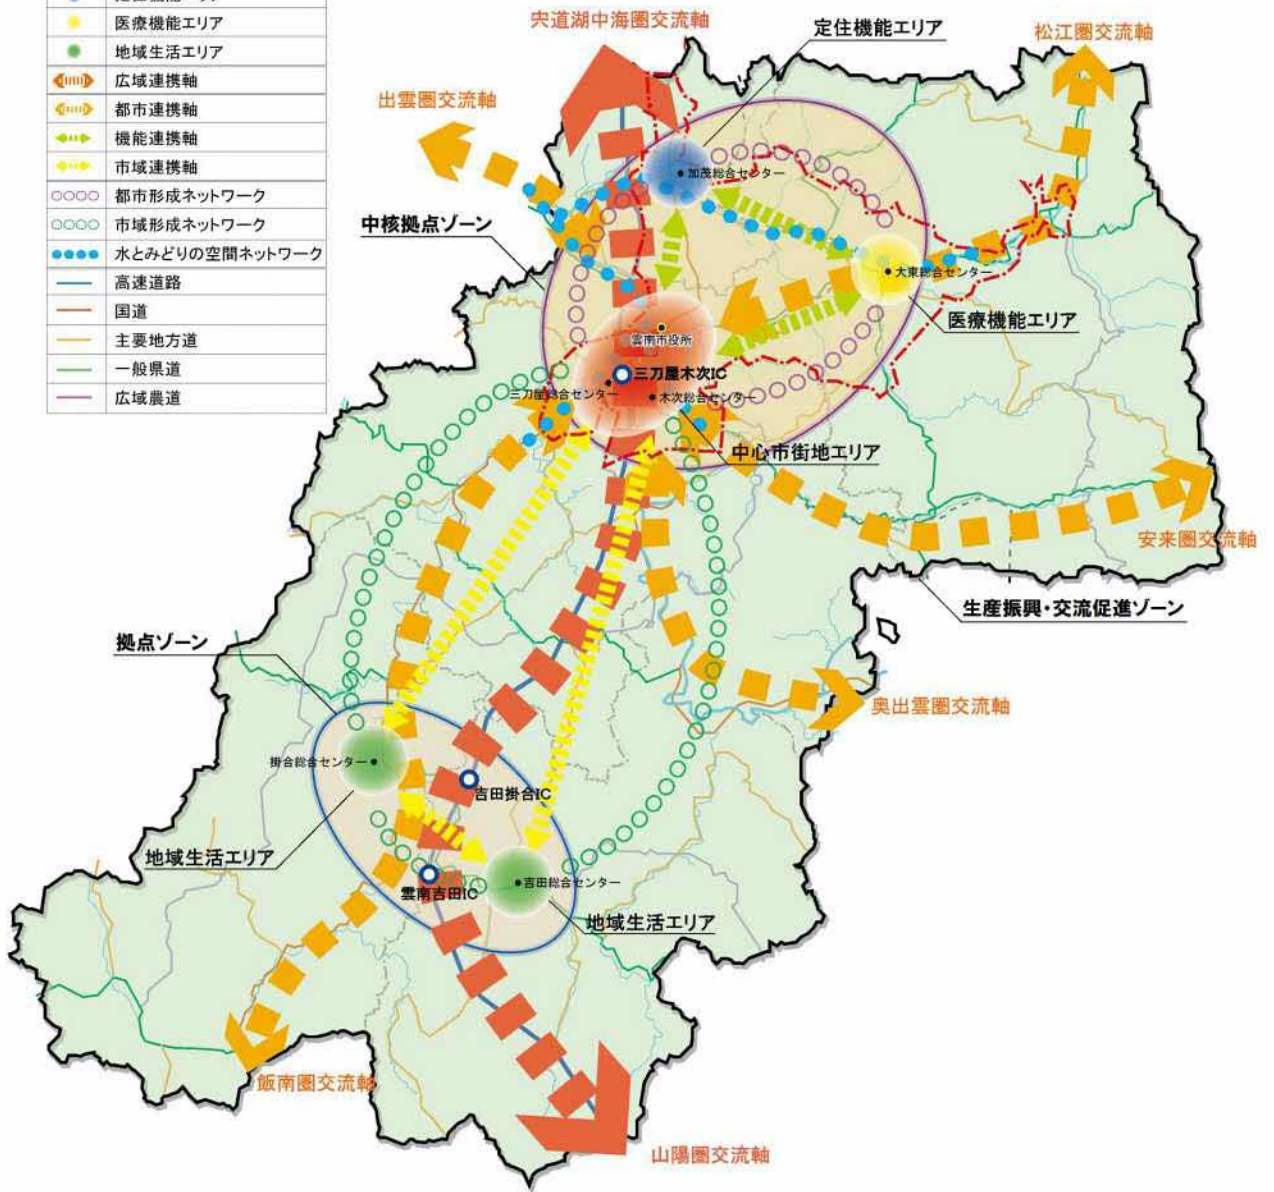 医療機能エリア
地域生活エリア
広域連携軸
都市連携軸
機能連携軸
市域連携軸
都市形成ネットワーク
市域形成ネットワーク
水とみどりの空間ネットワーク
高速道路
国道
主要地方道
一般県道
広域農道
宍道湖中海圏交流軸
定住機能エリア
松江圏交流軸
出雲圏交流軸
加茂総合センター
中核拠点ゾーン
大東総合センター
医療機能エリア
雲南市役所
三刀屋木次IC
三刀屋総合センター
木次総合センター
中心市街地エリア
安来圏交流軸
生産振興・交流促進ゾーン
拠点ゾーン
奥出雲圏交流軸
掛合総合センター
吉田掛合IC
地域生活エリア
雲南吉田IC
吉田総合センター
地域生活エリア
飯南圏交流軸
山陽圏交流軸